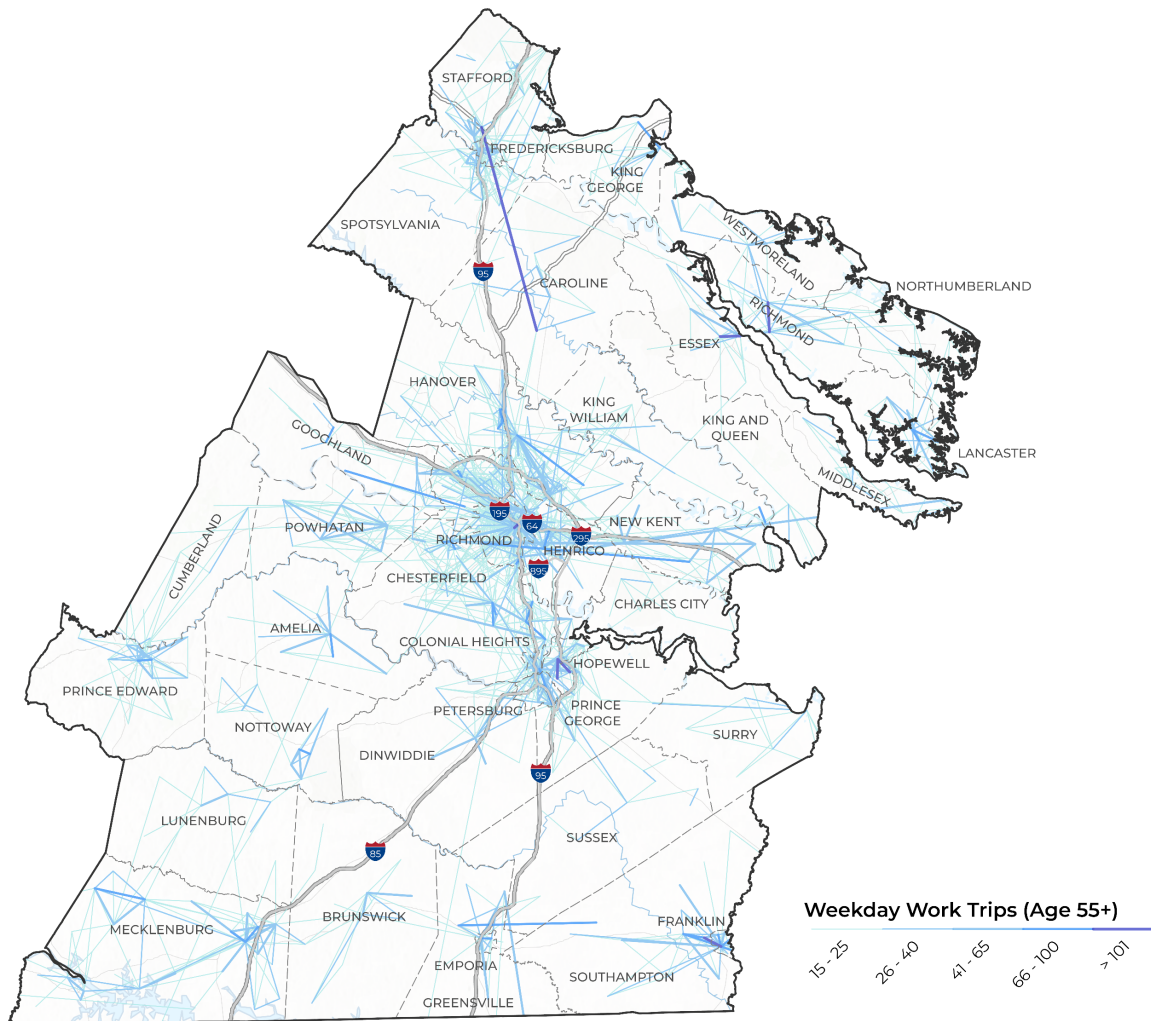 STAFFORD
FREDERICKSBURG
KING
GEORGE
SPOTSYLVANIA
WESTMORELAND
95
CAROLINE
NORTHUMBERLAND
RICHMOND
ESSEX
HANOVER
KING
WILLIAM
KING AND
QUEEN
GOOCHLAND
LANCASTER
MIDDLESEX
195
64
295
NEW KENT
POWHATAN
RICHMOND
HENRICO
CUMBERLAND
895
CHESTERFIELD
CHARLES CITY
AMELIA
COLONIAL HEIGHTS
HOPEWELL
PRINCE EDWARD
PETERSBURG
PRINCE
GEORGE
NOTTOWAY
SURRY
DINWIDDIE
95
LUNENBURG
SUSSEX
85
BRUNSWICK
MECKLENBURG
FRANKLIN
EMPORIA
SOUTHAMPTON
GREENSVILLE
Weekday Work Trips (Age 55+)
15 - 25
26 - 40
41 - 65
66 - 100
> 101